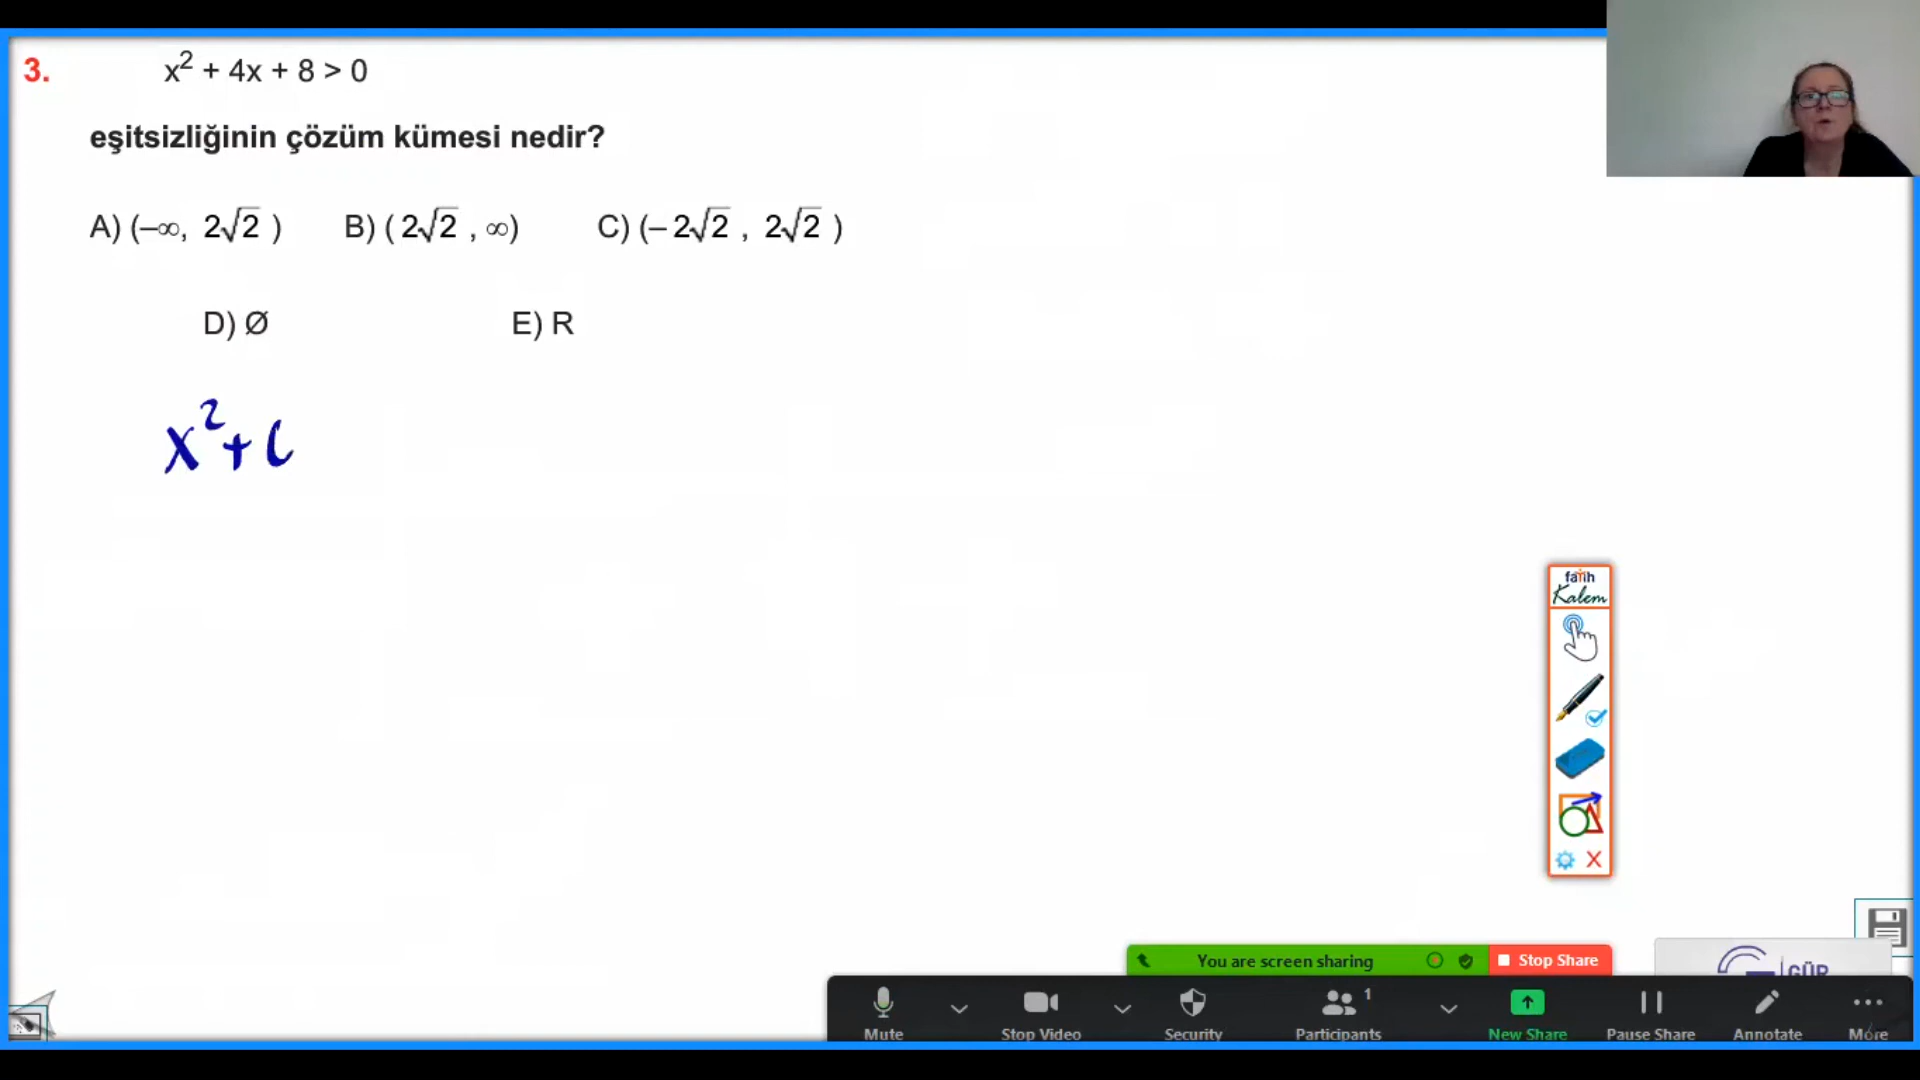 3. x² + 4x + 8 > 0
eşitsizliğinin çözüm kümesi nedir?
A) (–∞, 2√2 ) B) ( 2√2 , ∞) C) (– 2√2 , 2√2 )
D) Ø E) R
x² +
fatih
Kalem
You are screen sharing Stop Share
GÜR
1
Mute Stop Video Security Participants New Share Pause Share Annotate More